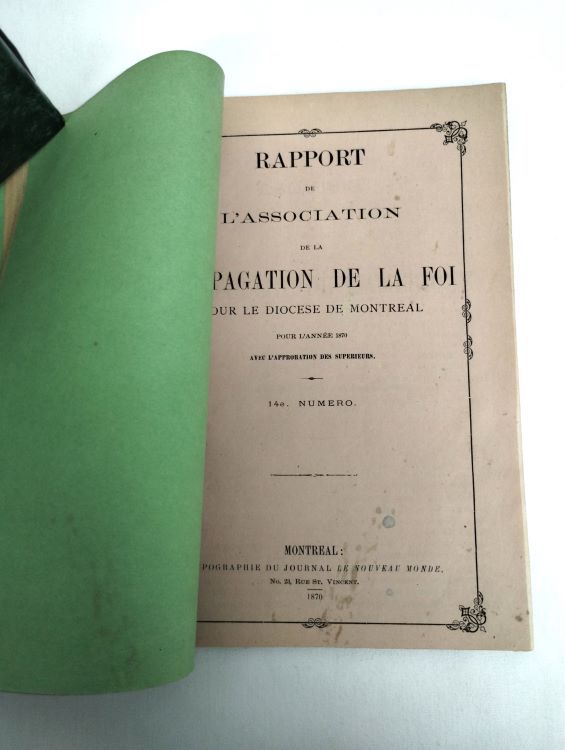 RAPPORT
DE
L'ASSOCIATION
DE LA
PAGATION DE LA FOI
OUR LE DIOCESE DE MONTREAL
POUR L'ANNÉE 1870
AVEC L'APPROBATION DES SUPERIEURS.
14e. NUMERO.
MONTREAL:
POGRAPHIE DU JOURNAL LE NOUVEAU MONDE,
No. 23, RUE ST. VINCENT.
1870